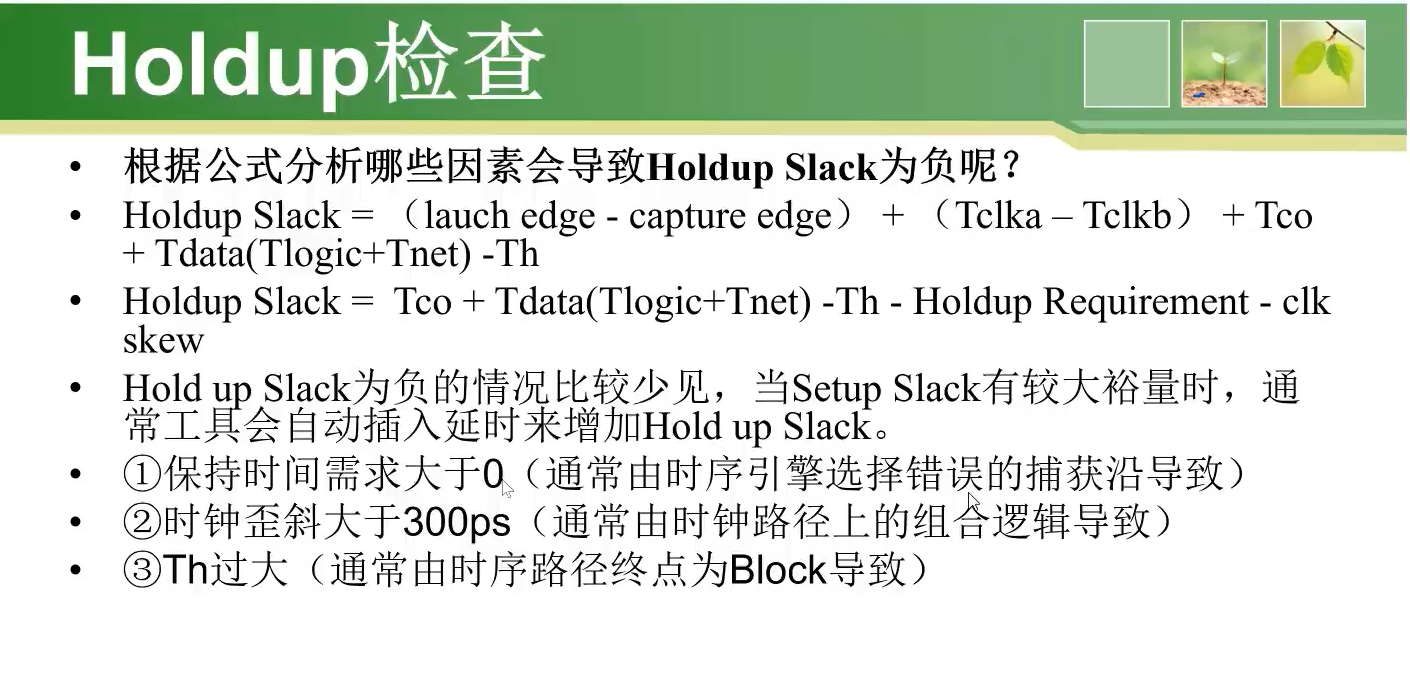 Holdup检查
• 根据公式分析哪些因素会导致Holdup Slack为负呢？
• Holdup Slack = （lauch edge - capture edge） + （Tclka – Tclkb） + Tco
+ Tdata(Tlogic+Tnet) -Th
• Holdup Slack = Tco + Tdata(Tlogic+Tnet) -Th - Holdup Requirement - clk
skew
• Hold up Slack为负的情况比较少见，当Setup Slack有较大裕量时，通
常工具会自动插入延时来增加Hold up Slack。
• ①保持时间需求大于0（通常由时序引擎选择错误的捕获沿导致）
• ②时钟歪斜大于300ps（通常由时钟路径上的组合逻辑导致）
• ③Th过大（通常由时序路径终点为Block导致）